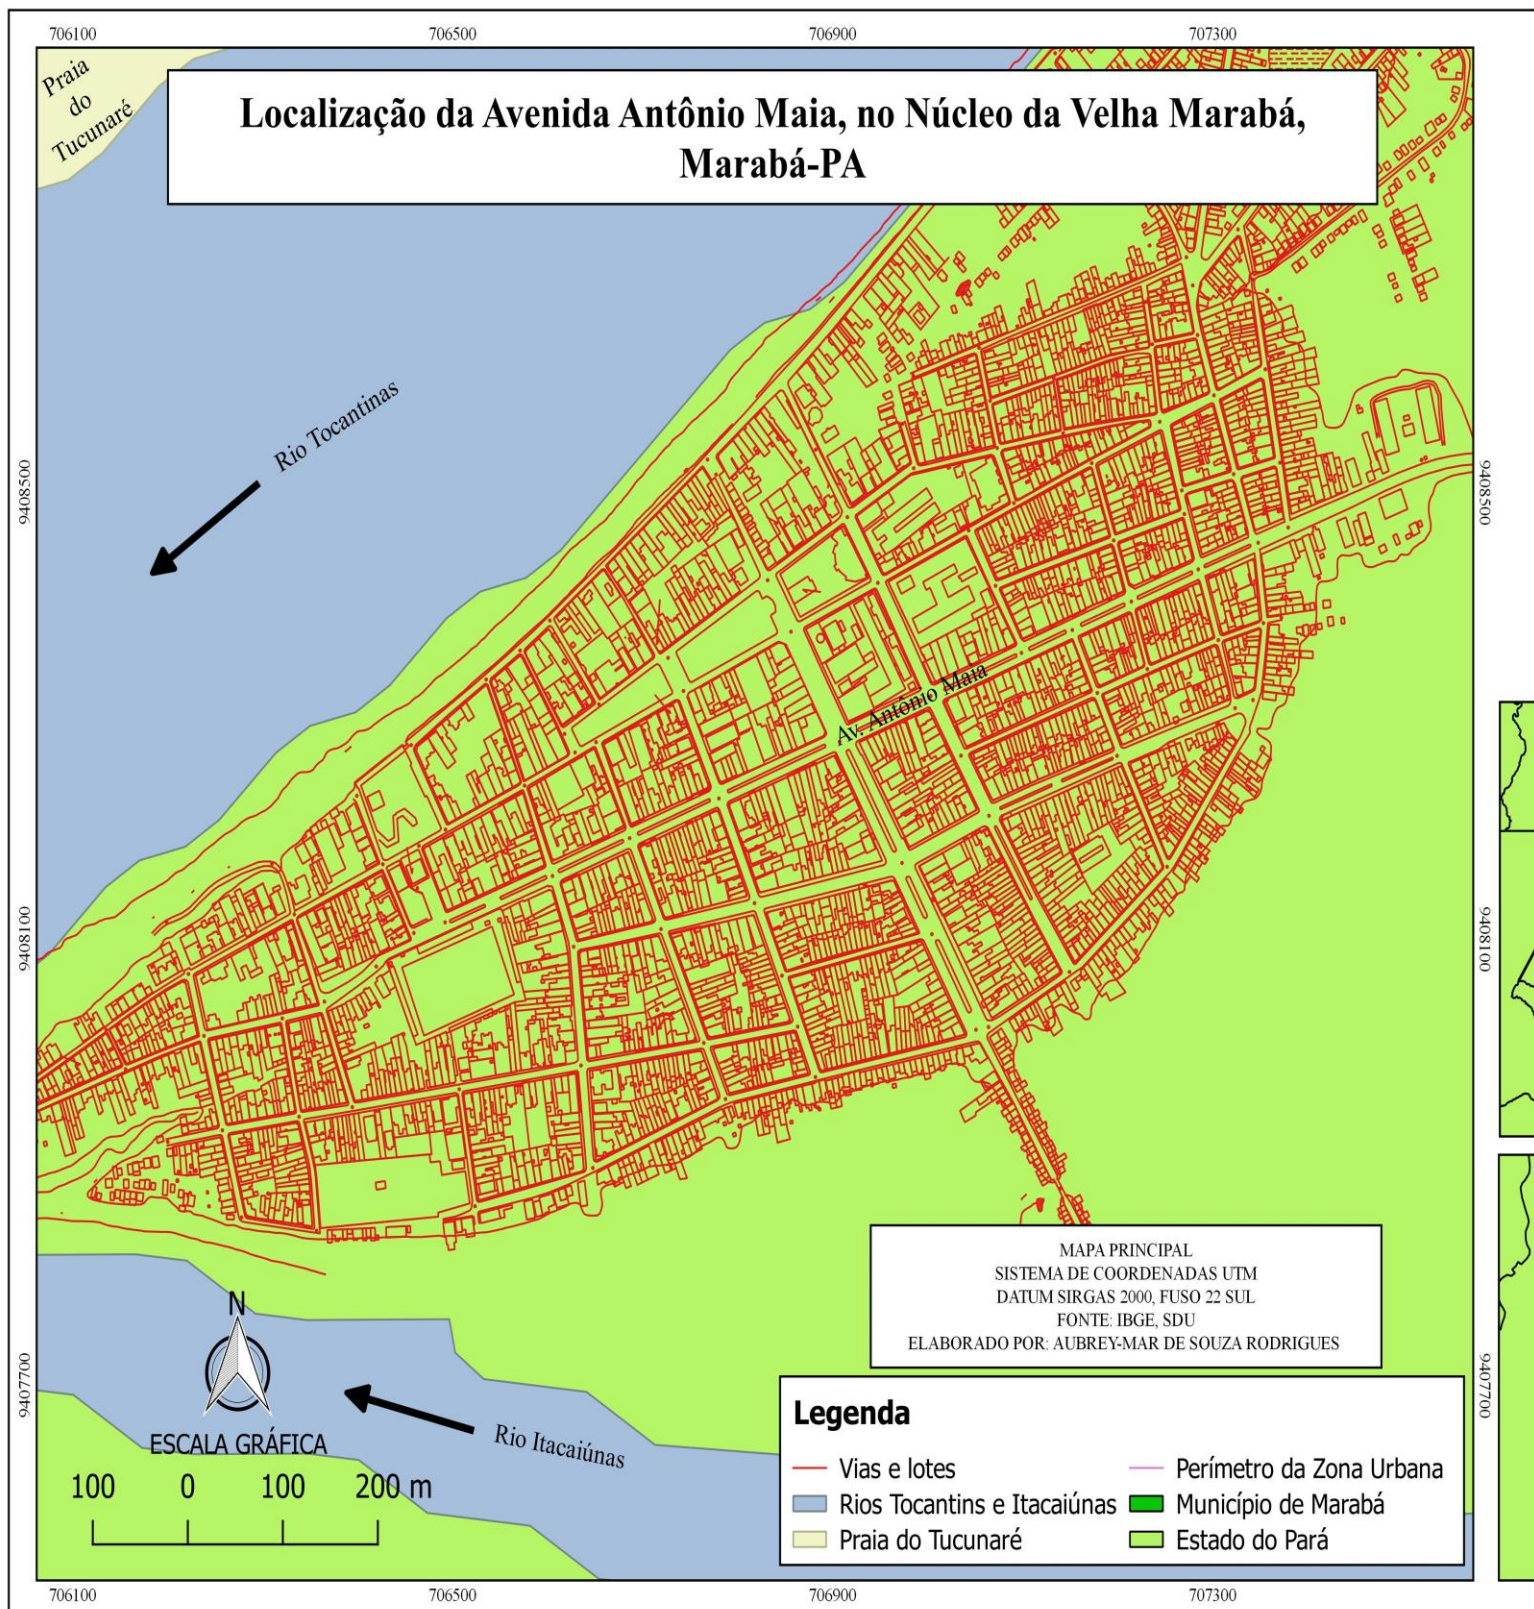 706100 706500 706900 707300
Praia
do
Tucunaré
Localização da Avenida Antônio Maia, no Núcleo da Velha Marabá,
Marabá-PA
Rio Tocantinas
9408500
9408500
Av. Antônio Maia
9408100
9408100
MAPA PRINCIPAL
SISTEMA DE COORDENADAS UTM
DATUM SIRGAS 2000, FUSO 22 SUL
FONTE: IBGE, SDU
ELABORADO POR: AUBREY-MAR DE SOUZA RODRIGUES
N
9407700
9407700
Rio Itacaiúnas
ESCALA GRÁFICA
100 0 100 200 m
Legenda
Vias e lotes
Rios Tocantins e Itacaiúnas
Praia do Tucunaré
Perímetro da Zona Urbana
Município de Marabá
Estado do Pará
706100 706500 706900 707300